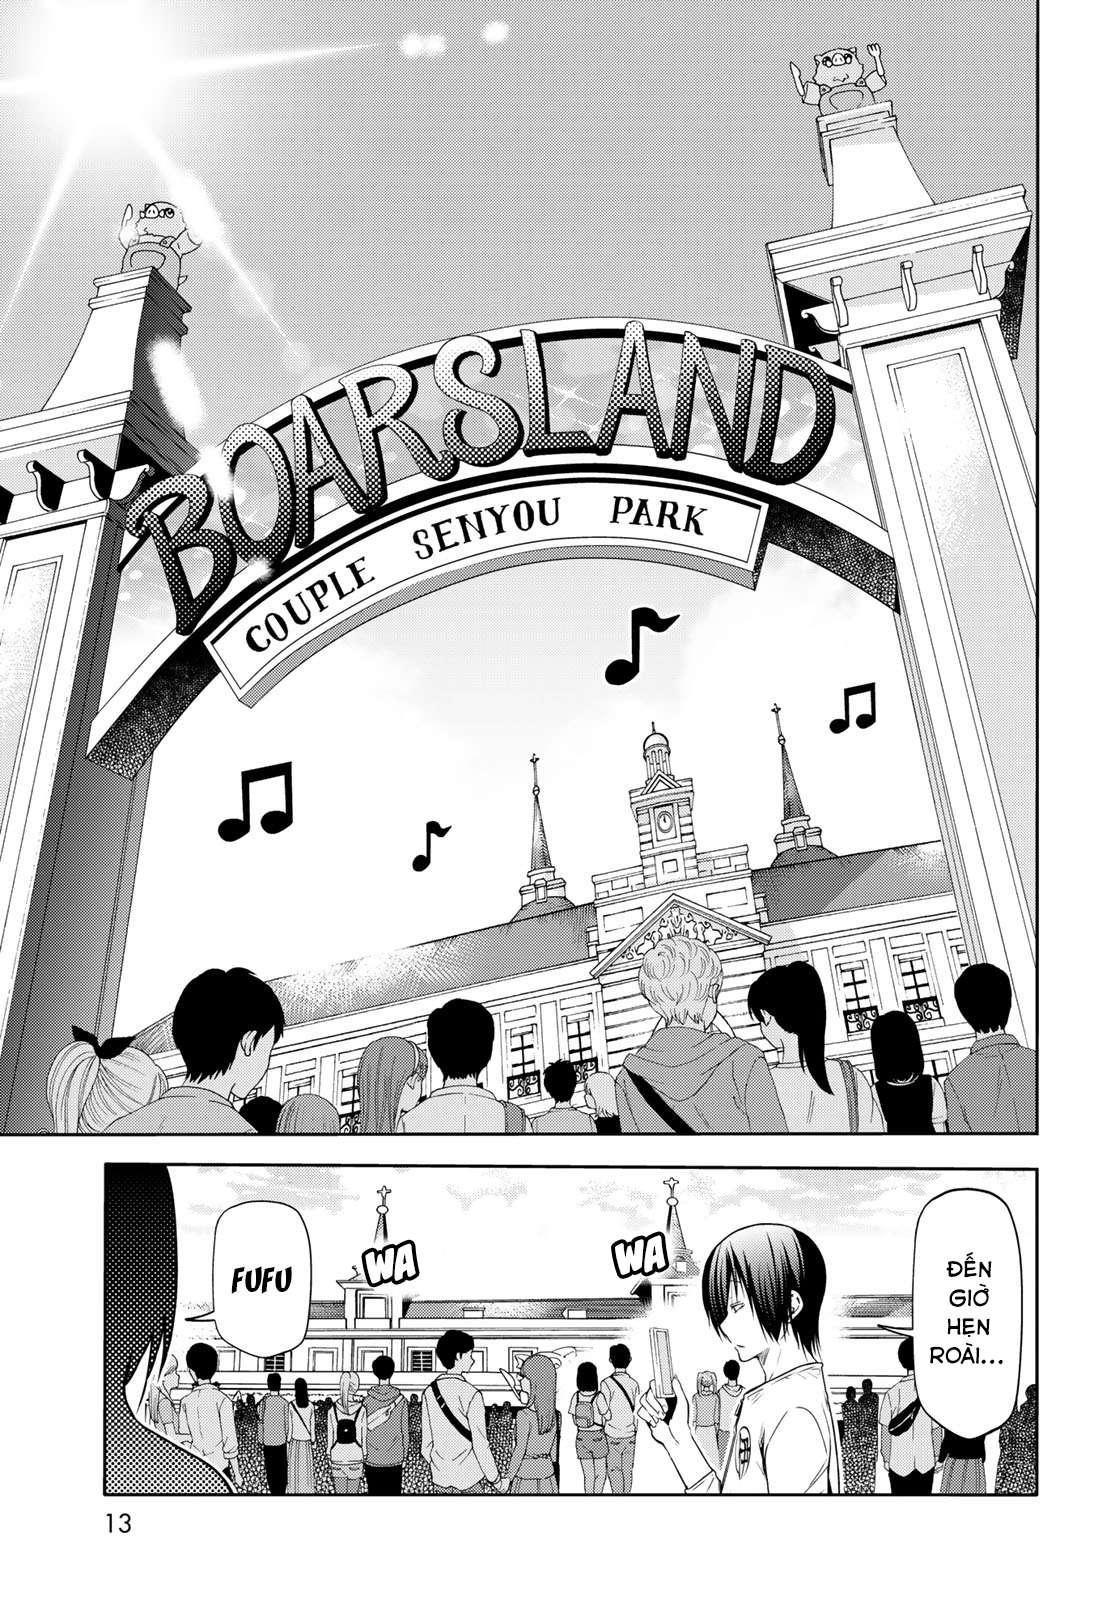 BOARSLAND
COUPLE SENYOU PARK
ĐẾN
GIỜ
HẸN
ROÀI...
WA
WA
FUFU
13